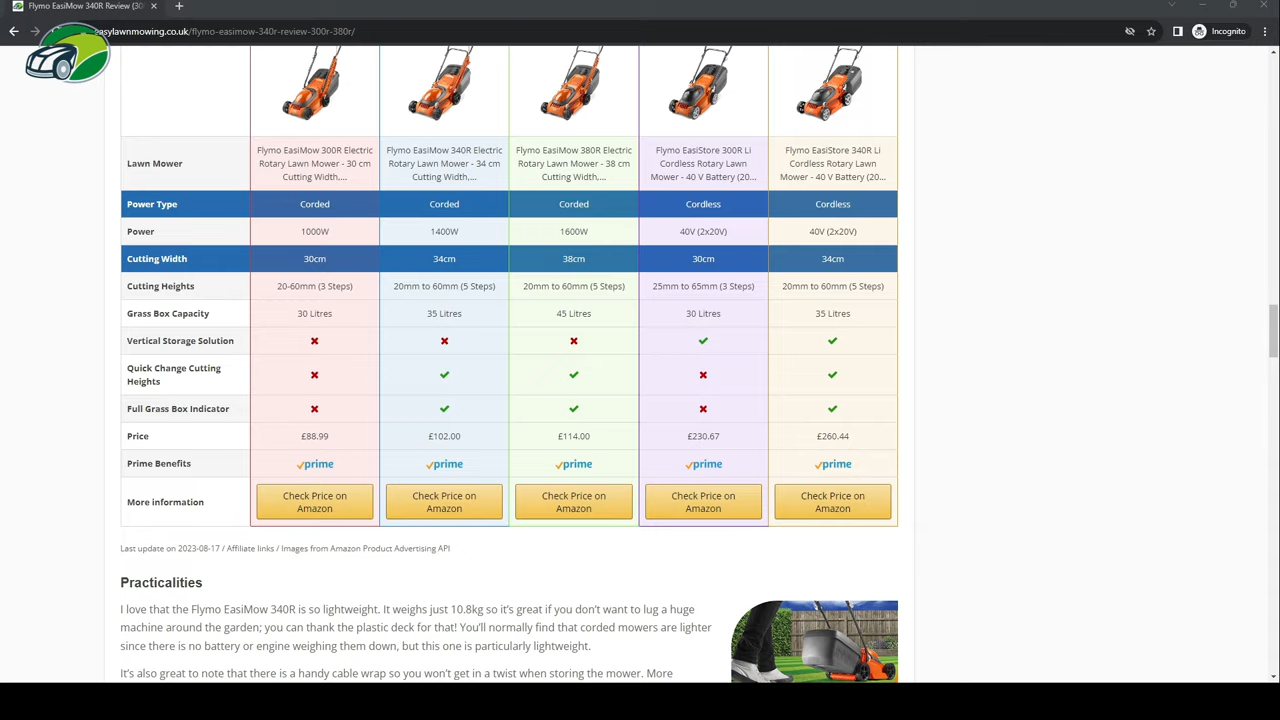 Flymo EasiMow 340R Review (30
easylawnmowing.co.uk/flymo-easimow-340r-review-300r-380r/
Incognito
Lawn Mower
Flymo EasiMow 300R Electric Rotary Lawn Mower - 30 cm Cutting Width,...
Flymo EasiMow 340R Electric Rotary Lawn Mower - 34 cm Cutting Width,...
Flymo EasiMow 380R Electric Rotary Lawn Mower - 38 cm Cutting Width,...
Flymo EasiStore 300R Li Cordless Rotary Lawn Mower - 40 V Battery (20...
Flymo EasiStore 340R Li Cordless Rotary Lawn Mower - 40 V Battery (20...
Power Type Corded Corded Corded Cordless Cordless
Power 1000W 1400W 1600W 40V (2x20V) 40V (2x20V)
Cutting Width 30cm 34cm 38cm 30cm 34cm
Cutting Heights 20-60mm (3 Steps) 20mm to 60mm (5 Steps) 20mm to 60mm (5 Steps) 25mm to 65mm (3 Steps) 20mm to 60mm (5 Steps)
Grass Box Capacity 30 Litres 35 Litres 45 Litres 30 Litres 35 Litres
Vertical Storage Solution
Quick Change Cutting
Heights
Full Grass Box Indicator
Price £88.99 £102.00 £114.00 £230.67 £260.44
Prime Benefits prime prime prime prime prime
More information
Check Price on Amazon
Check Price on Amazon
Check Price on Amazon
Check Price on Amazon
Check Price on Amazon
Last update on 2023-08-17 / Affiliate links / Images from Amazon Product Advertising API
Practicalities
I love that the Flymo EasiMow 340R is so lightweight. It weighs just 10.8kg so it's great if you don't want to lug a huge
machine around the garden; you can thank the plastic deck for that! You'll normally find that corded mowers are lighter
since there is no battery or engine weighing them down, but this one is particularly lightweight.
It's also great to note that there is a handy cable wrap so you won't get in a twist when storing the mower. More